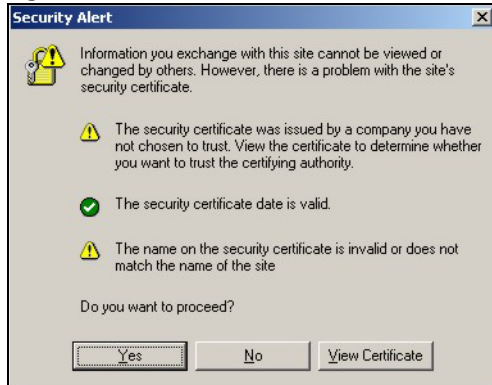 Security Alert
Information you exchange with this site cannot be viewed or
changed by others. However, there is a problem with the site's
security certificate.
The security certificate was issued by a company you have
not chosen to trust. View the certificate to determine whether
you want to trust the certifying authority.
The security certificate date is valid.
The name on the security certificate is invalid or does not
match the name of the site
Do you want to proceed?
Yes No View Certificate